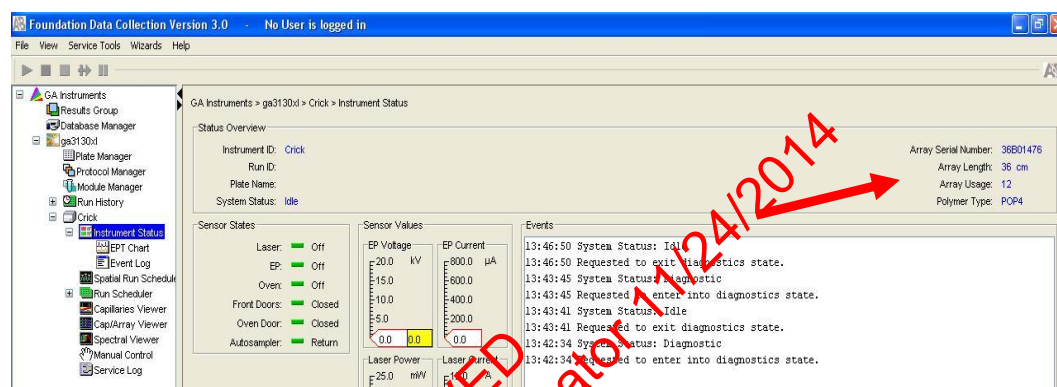 Foundation Data Collection Version 3.0 - No User is logged in
File View Service Tools Wizards Help
GA Instruments
Results Group
Database Manager
ga3130xl
Plate Manager
Protocol Manager
Module Manager
Run History
Crick
Instrument Status
EPT Chart
Event Log
Spatial Run Schedule
Run Scheduler
Capillaries Viewer
Cap/Array Viewer
Spectral Viewer
Manual Control
Service Log
GA Instruments > ga3130xl > Crick > Instrument Status
Status Overview
Instrument ID: Crick
Run ID:
Plate Name:
System Status: Idle
Array Serial Number: 36B01476
Array Length: 36 cm
Array Usage: 12
Polymer Type: POP4
Sensor States
Laser: Off
EP: Off
Oven: Off
Front Doors: Closed
Oven Door: Closed
Autosampler: Return
Sensor Values
EP Voltage
20.0 kV
15.0
10.0
5.0
0.0 0.0
EP Current
800.0 µA
600.0
400.0
200.0
0.0
Laser Power
25.0 mW
Laser Current
A
Events
13:46:50 System Status: Idle
13:46:50 Requested to exit diagnostics state.
13:43:45 System Status: Diagnostic
13:43:45 Requested to enter into diagnostics state.
13:43:41 System Status: Idle
13:43:41 Requested to exit diagnostics state.
13:42:34 System Status: Diagnostic
13:42:34 Requested to enter into diagnostics state.
11/24/2014